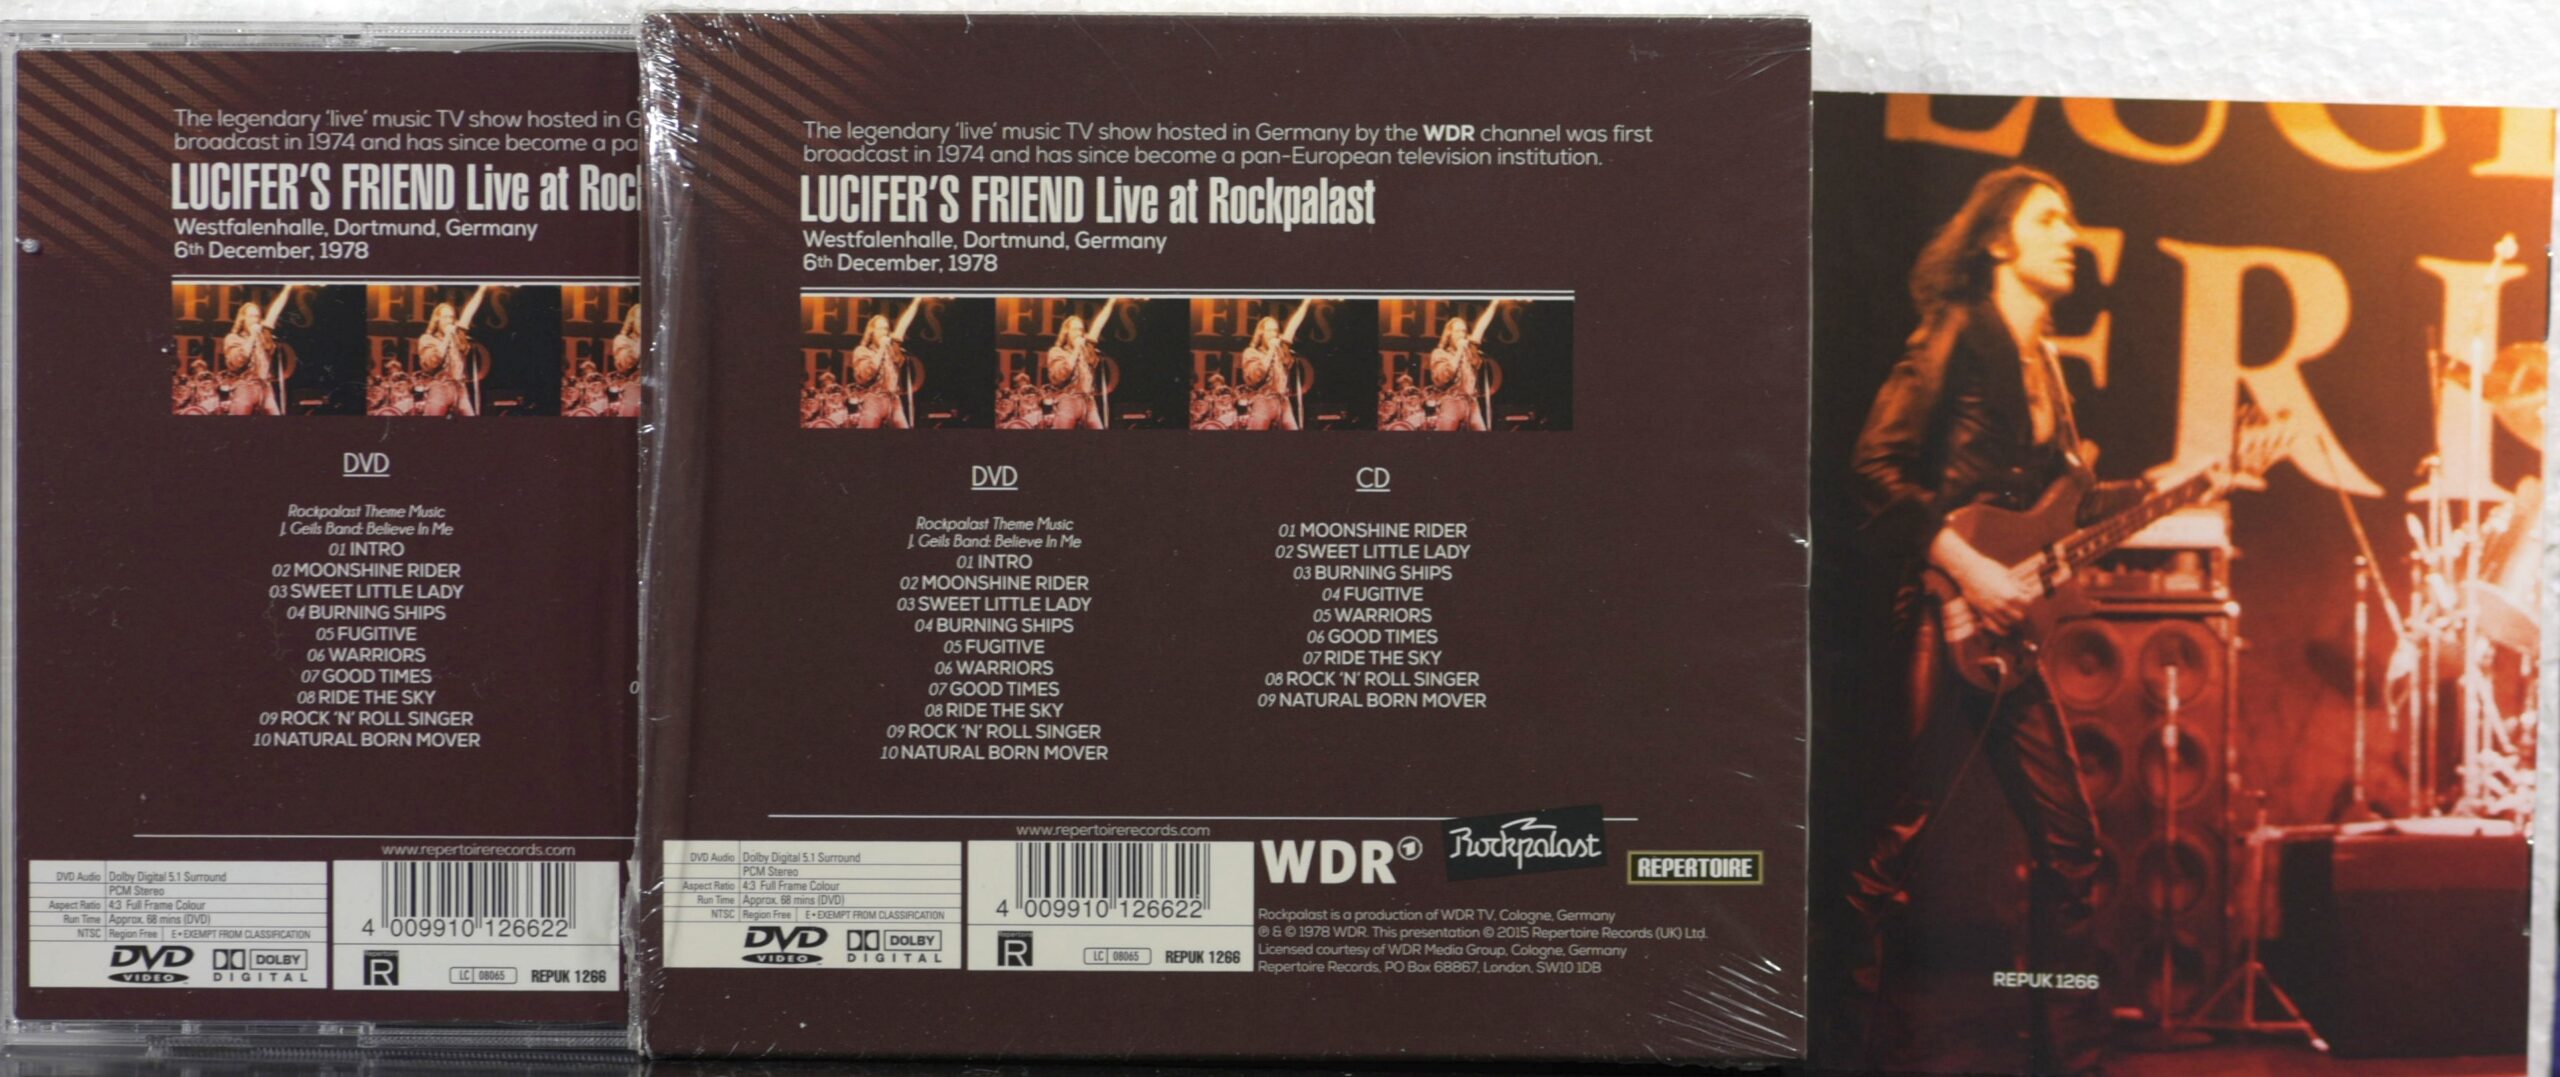 The legendary 'live' music TV show hosted in G
broadcast in 1974 and has since become a pa
LUCIFER'S FRIEND Live at Roc
Westfalenhalle, Dortmund, Germany
6th December, 1978
DVD
Rockpalast Theme Music
J. Geils Band: Believe In Me
01 INTRO
02 MOONSHINE RIDER
03 SWEET LITTLE LADY
04 BURNING SHIPS
05 FUGITIVE
06 WARRIORS
07 GOOD TIMES
08 RIDE THE SKY
09 ROCK 'N' ROLL SINGER
10 NATURAL BORN MOVER
0
www.repertoirerecords.com
DVD Audio Dolby Digital 5.1 Surround
PCM Stereo
Aspect Ratio 4:3 Full Frame Colour
Run Time Approx. 68 mins (DVD)
NTSC Region Free E • EXEMPT FROM CLASSIFICATION
DVD VIDEO DOLBY DIGITAL
4 009910 126622
Repertoire R
LC 08065 REPUK 1266
The legendary 'live' music TV show hosted in Germany by the WDR channel was first
broadcast in 1974 and has since become a pan-European television institution.
LUCIFER'S FRIEND Live at Rockpalast
Westfalenhalle, Dortmund, Germany
6th December, 1978
FER'S FER'S FER'S FER'S
END END END END
DVD
Rockpalast Theme Music
J. Geils Band: Believe In Me
01 INTRO
02 MOONSHINE RIDER
03 SWEET LITTLE LADY
04 BURNING SHIPS
05 FUGITIVE
06 WARRIORS
07 GOOD TIMES
08 RIDE THE SKY
09 ROCK 'N' ROLL SINGER
10 NATURAL BORN MOVER
CD
01 MOONSHINE RIDER
02 SWEET LITTLE LADY
03 BURNING SHIPS
04 FUGITIVE
05 WARRIORS
06 GOOD TIMES
07 RIDE THE SKY
08 ROCK 'N' ROLL SINGER
09 NATURAL BORN MOVER
www.repertoirerecords.com
DVD Audio Dolby Digital 5.1 Surround
PCM Stereo
Aspect Ratio 4:3 Full Frame Colour
Run Time Approx. 68 mins (DVD)
NTSC Region Free E • EXEMPT FROM CLASSIFICATION
DVD VIDEO DOLBY DIGITAL
4 009910 126622
Repertoire R
LC 08065 REPUK 1266
WDR Rockpalast REPERTOIRE
Rockpalast is a production of WDR TV, Cologne, Germany
℗ & © 1978 WDR. This presentation © 2015 Repertoire Records (UK) Ltd.
Licensed courtesy of WDR Media Group, Cologne, Germany
Repertoire Records, PO Box 68867, London, SW10 1DB
LUCI
FRI
REPUK 1266